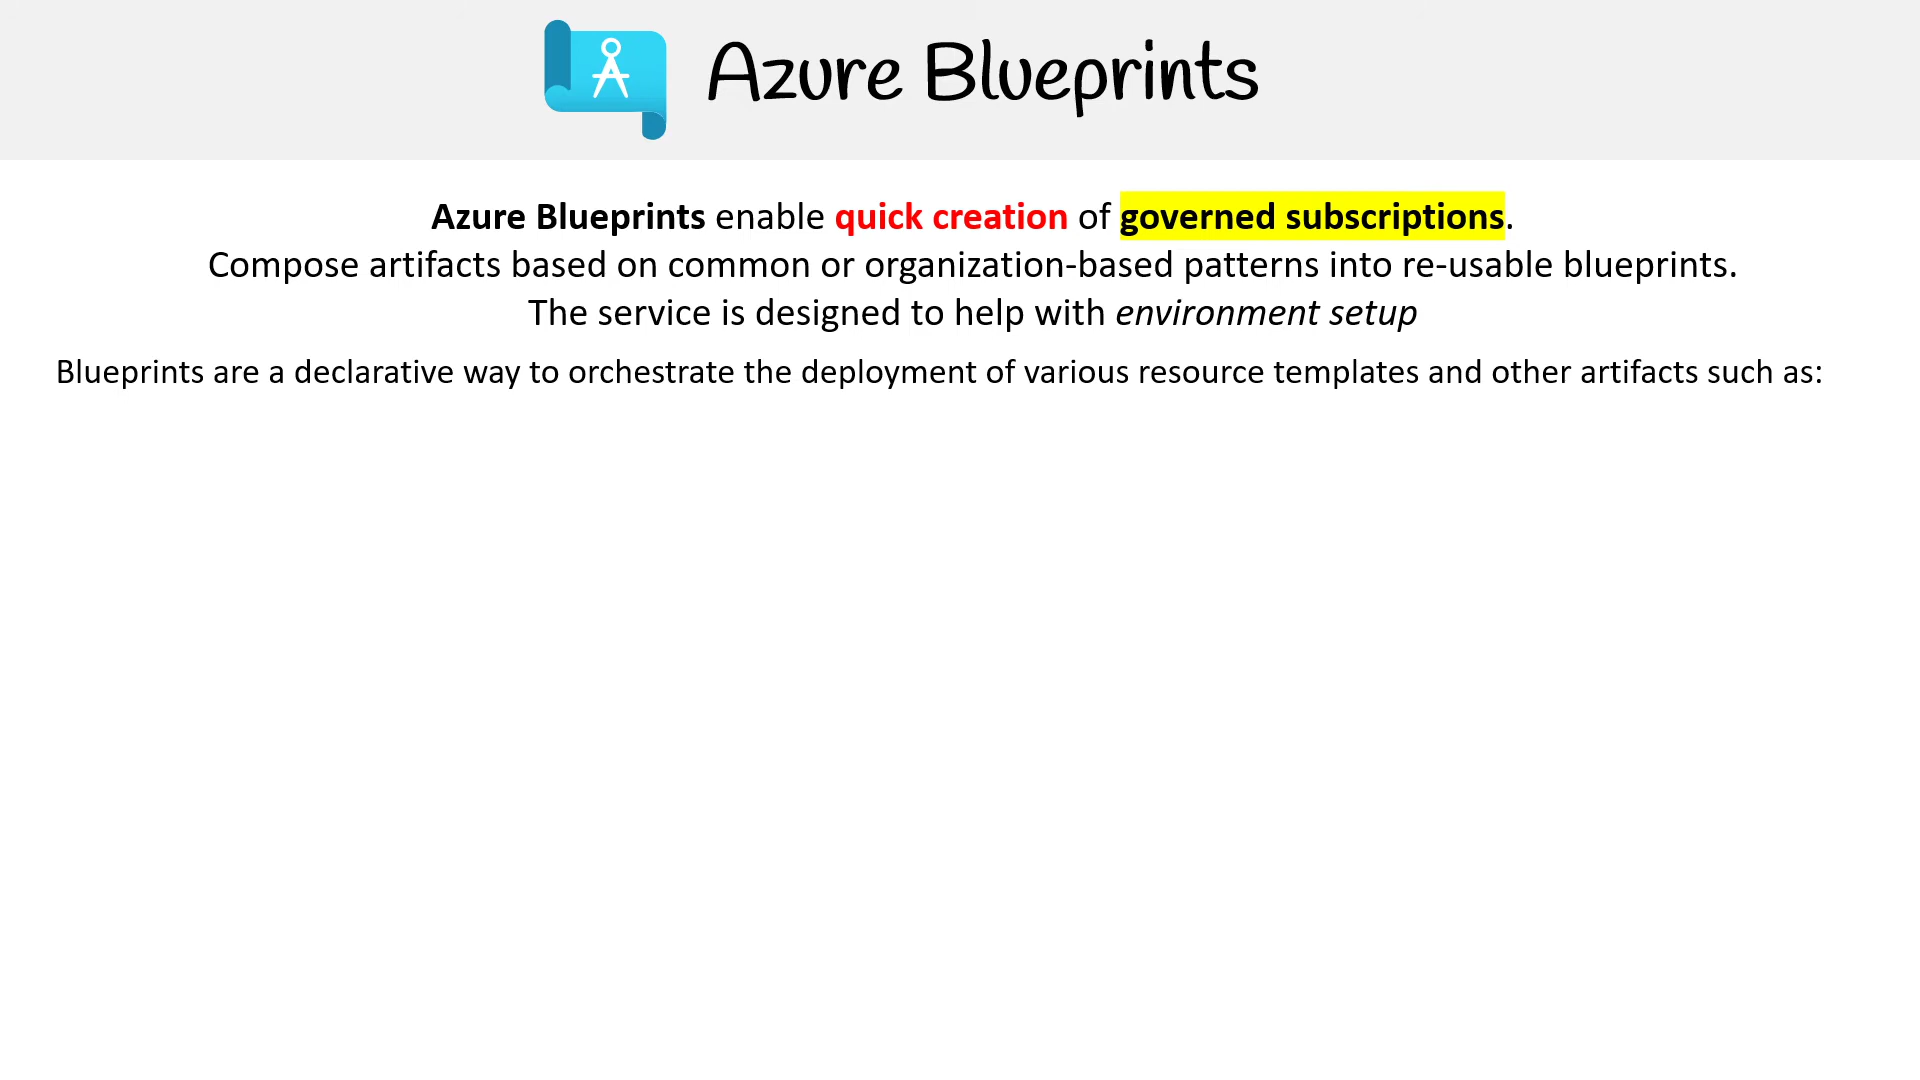 Azure Blueprints
Azure Blueprints enable quick creation of governed subscriptions.
Compose artifacts based on common or organization-based patterns into re-usable blueprints.
The service is designed to help with environment setup
Blueprints are a declarative way to orchestrate the deployment of various resource templates and other artifacts such as: